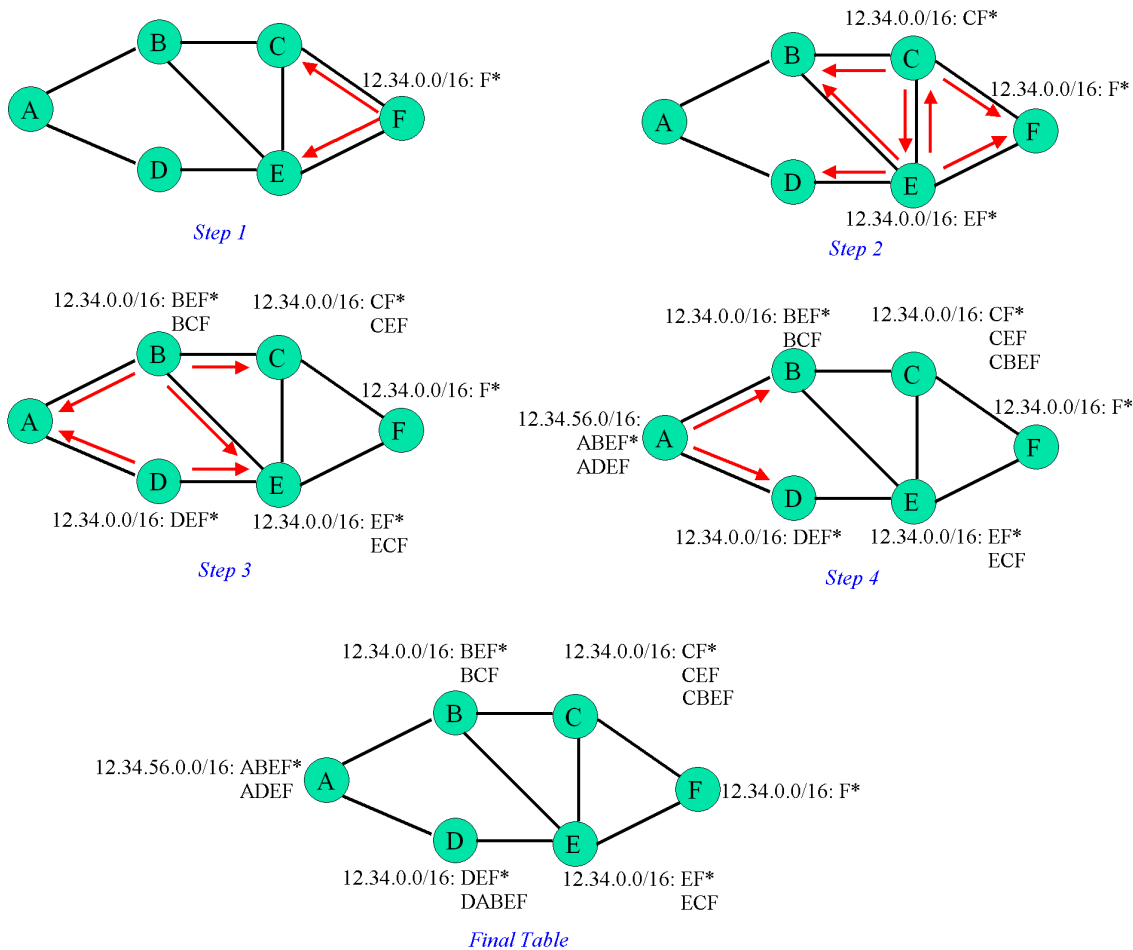 B
C
12.34.0.0/16: F*
A
F
D
E
Step 1
12.34.0.0/16: CF*
B
C
12.34.0.0/16: F*
A
F
D
E
12.34.0.0/16: EF*
Step 2
12.34.0.0/16: BEF*
BCF
12.34.0.0/16: CF*
CEF
B
C
12.34.0.0/16: F*
A
F
D
E
12.34.0.0/16: DEF*
12.34.0.0/16: EF*
ECF
Step 3
12.34.0.0/16: BEF*
BCF
12.34.0.0/16: CF*
CEF
CBEF
B
C
12.34.56.0/16:
ABEF*
ADEF
12.34.0.0/16: F*
A
F
D
E
12.34.0.0/16: DEF*
12.34.0.0/16: EF*
ECF
Step 4
12.34.0.0/16: BEF*
BCF
12.34.0.0/16: CF*
CEF
CBEF
B
C
12.34.56.0.0/16: ABEF*
ADEF
A
F
12.34.0.0/16: F*
D
E
12.34.0.0/16: DEF*
DABEF
12.34.0.0/16: EF*
ECF
Final Table